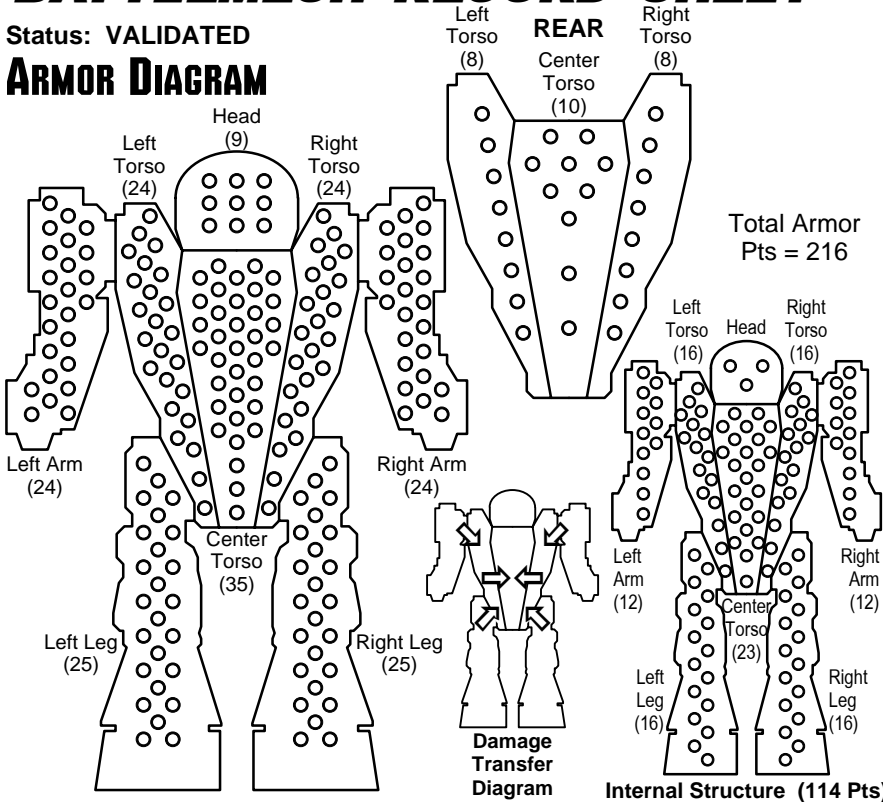 BATTLEMECH RECORD SHEET
Status: VALIDATED
ARMOR DIAGRAM
Head
(9)
Left
Torso
(24)
Right
Torso
(24)
Left Arm
(24)
Right Arm
(24)
Center
Torso
(35)
Left Leg
(25)
Right Leg
(25)
REAR
Left
Torso
(8)
Center
Torso
(10)
Right
Torso
(8)
Total Armor
Pts = 216
Left
Torso
(16)
Head
Right
Torso
(16)
Left
Arm
(12)
Right
Arm
(12)
Center
Torso
(23)
Left
Leg
(16)
Right
Leg
(16)
Damage
Transfer
Diagram
Internal Structure (114 Pts)